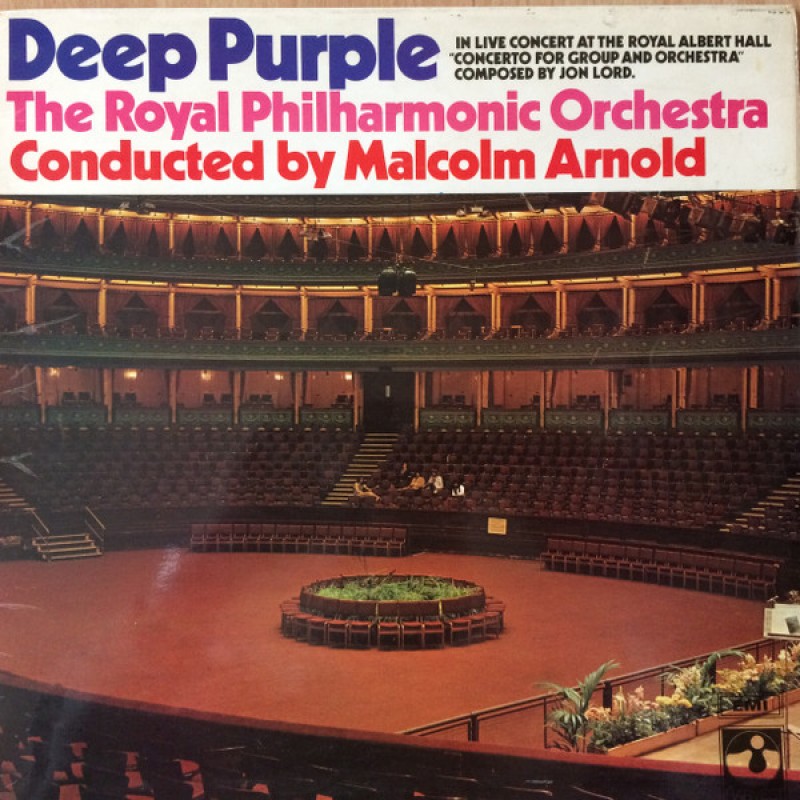 Deep Purple
IN LIVE CONCERT AT THE ROYAL ALBERT HALL
"CONCERTO FOR GROUP AND ORCHESTRA"
COMPOSED BY JON LORD.
The Royal Philharmonic Orchestra
Conducted by Malcolm Arnold
EMI